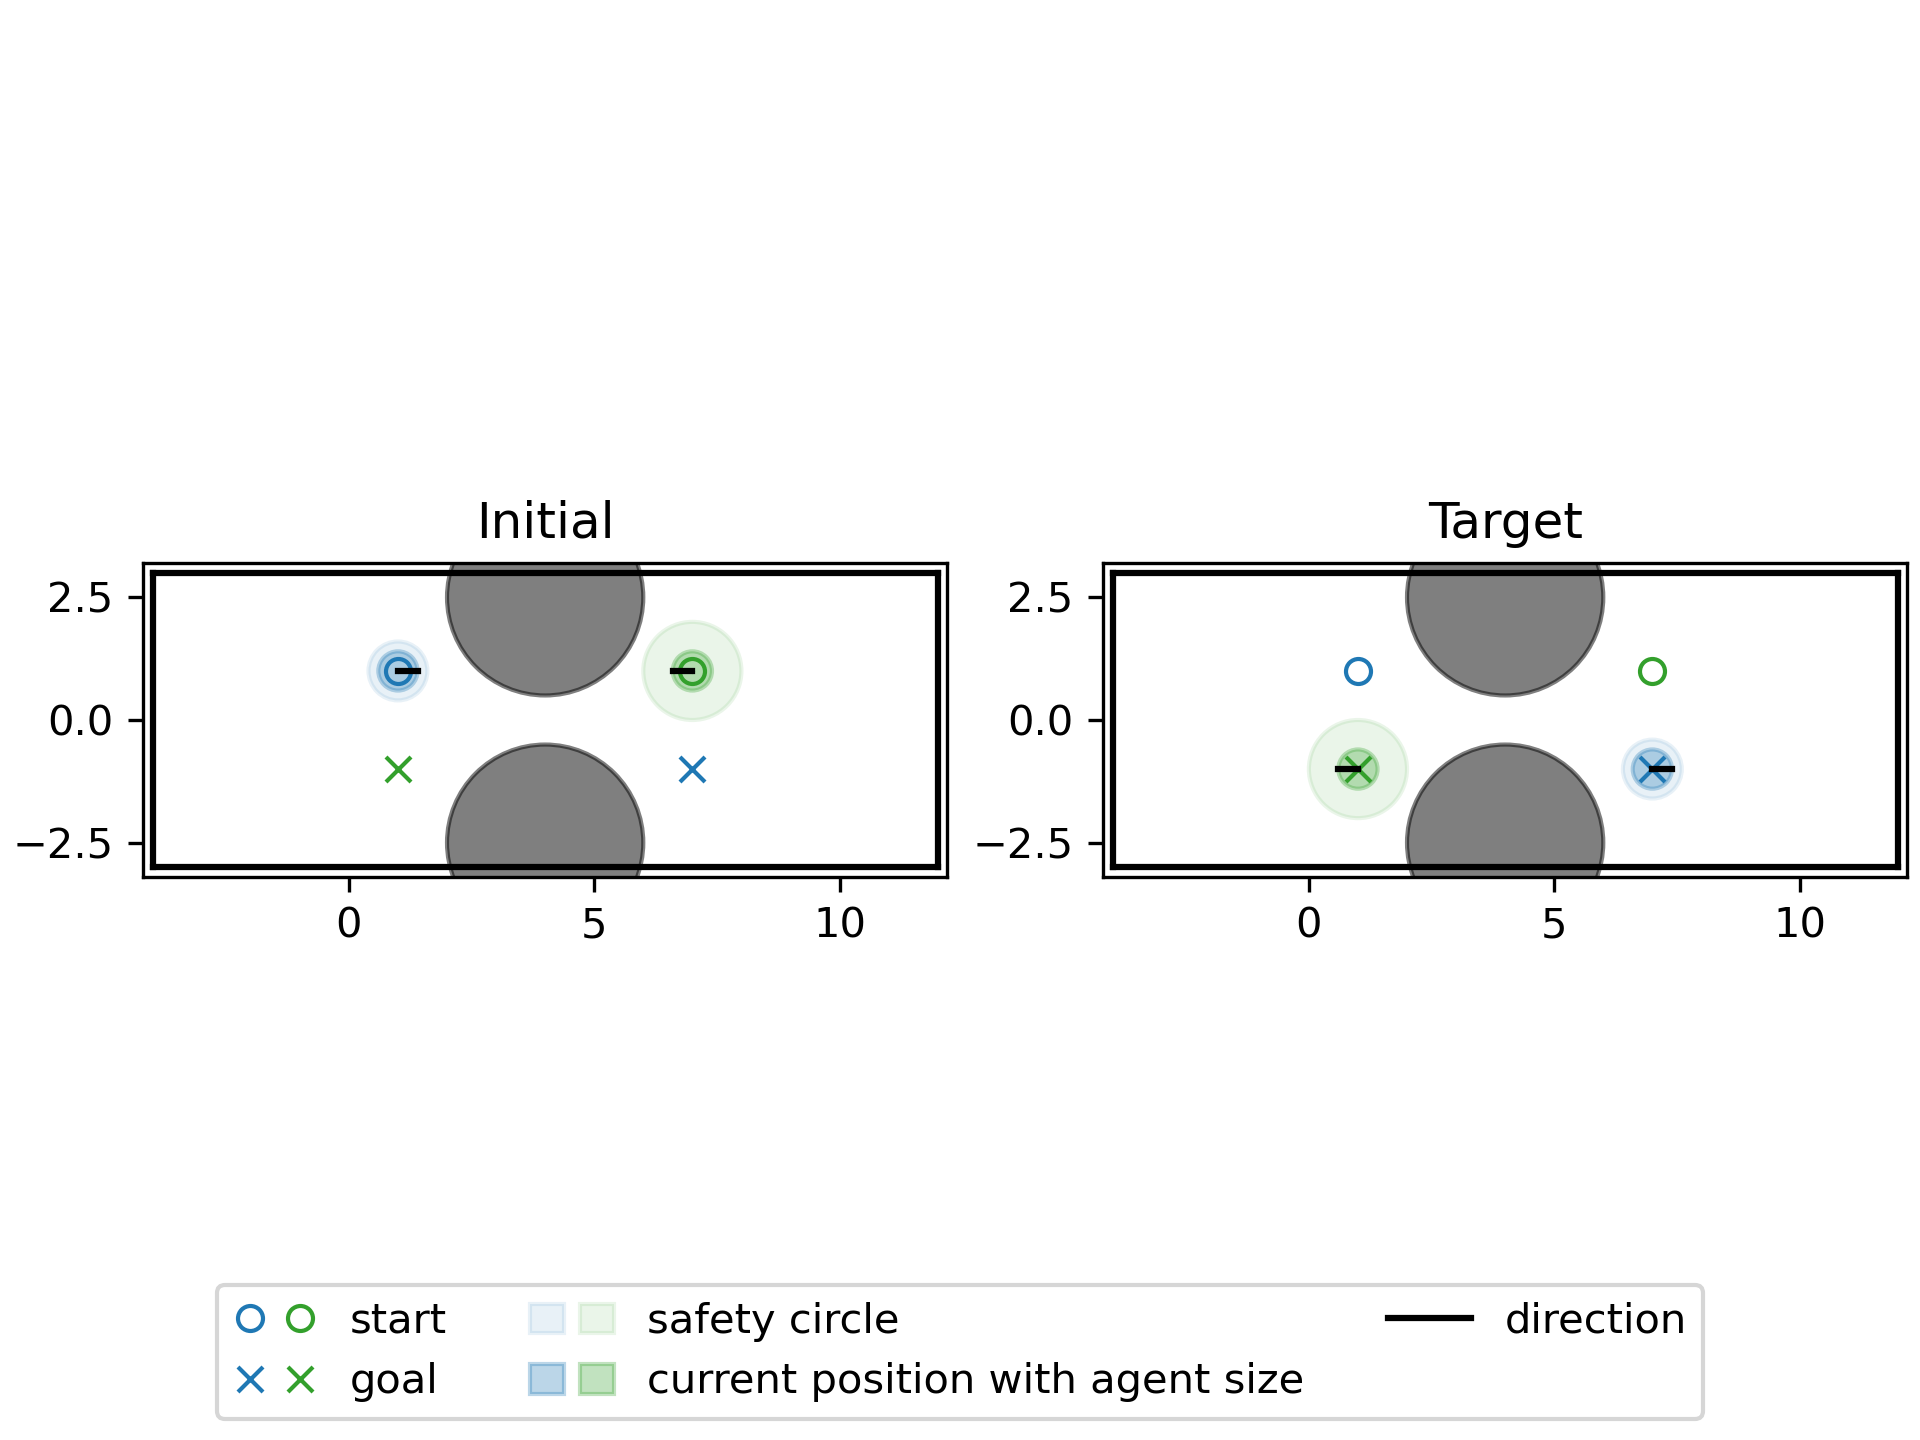 Initial
Target
2.5
0.0
−2.5
0
5
10
2.5
0.0
−2.5
0
5
10
start
goal
safety circle
current position with agent size
direction